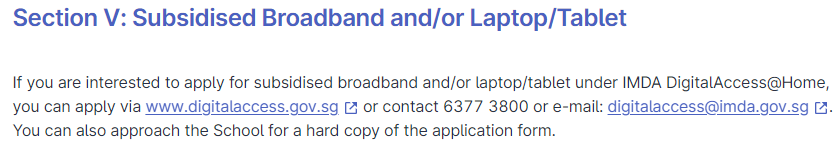 Section V: Subsidised Broadband and/or Laptop/Tablet
If you are interested to apply for subsidised broadband and/or laptop/tablet under IMDA DigitalAccess@Home,
you can apply via www.digitalaccess.gov.sg or contact 6377 3800 or e-mail: digitalaccess@imda.gov.sg.
You can also approach the School for a hard copy of the application form.